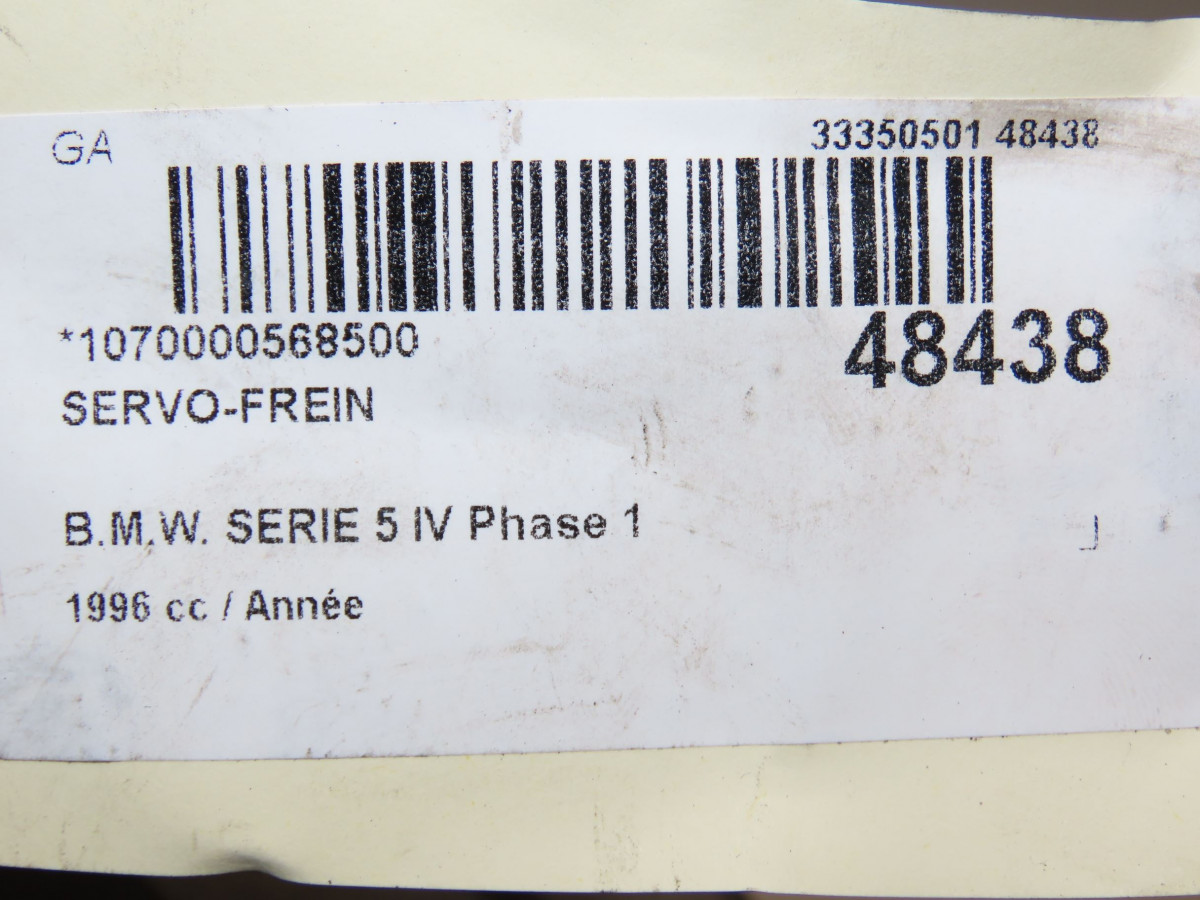 GA
33350501 48438
*1070000568500
48438
SERVO-FREIN
B.M.W. SERIE 5 IV Phase 1
1996 cc / Année